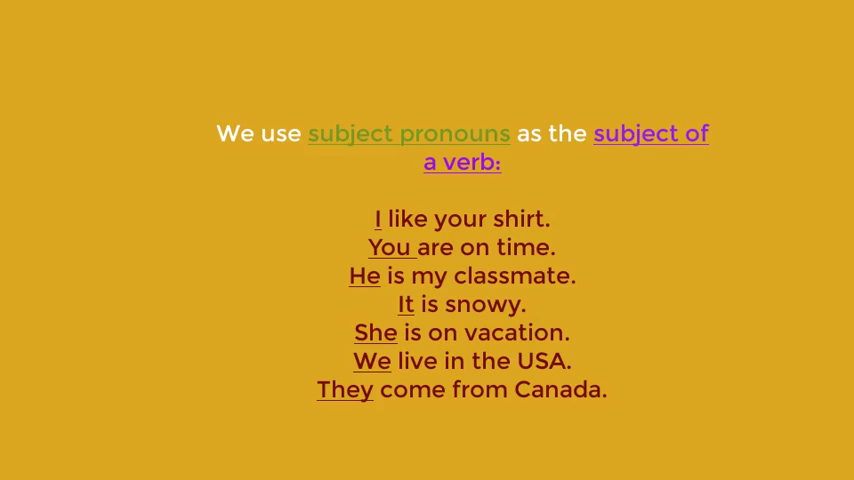 We use subject pronouns as the subject of
a verb:
I like your shirt.
You are on time.
He is my classmate.
It is snowy.
She is on vacation.
We live in the USA.
They come from Canada.